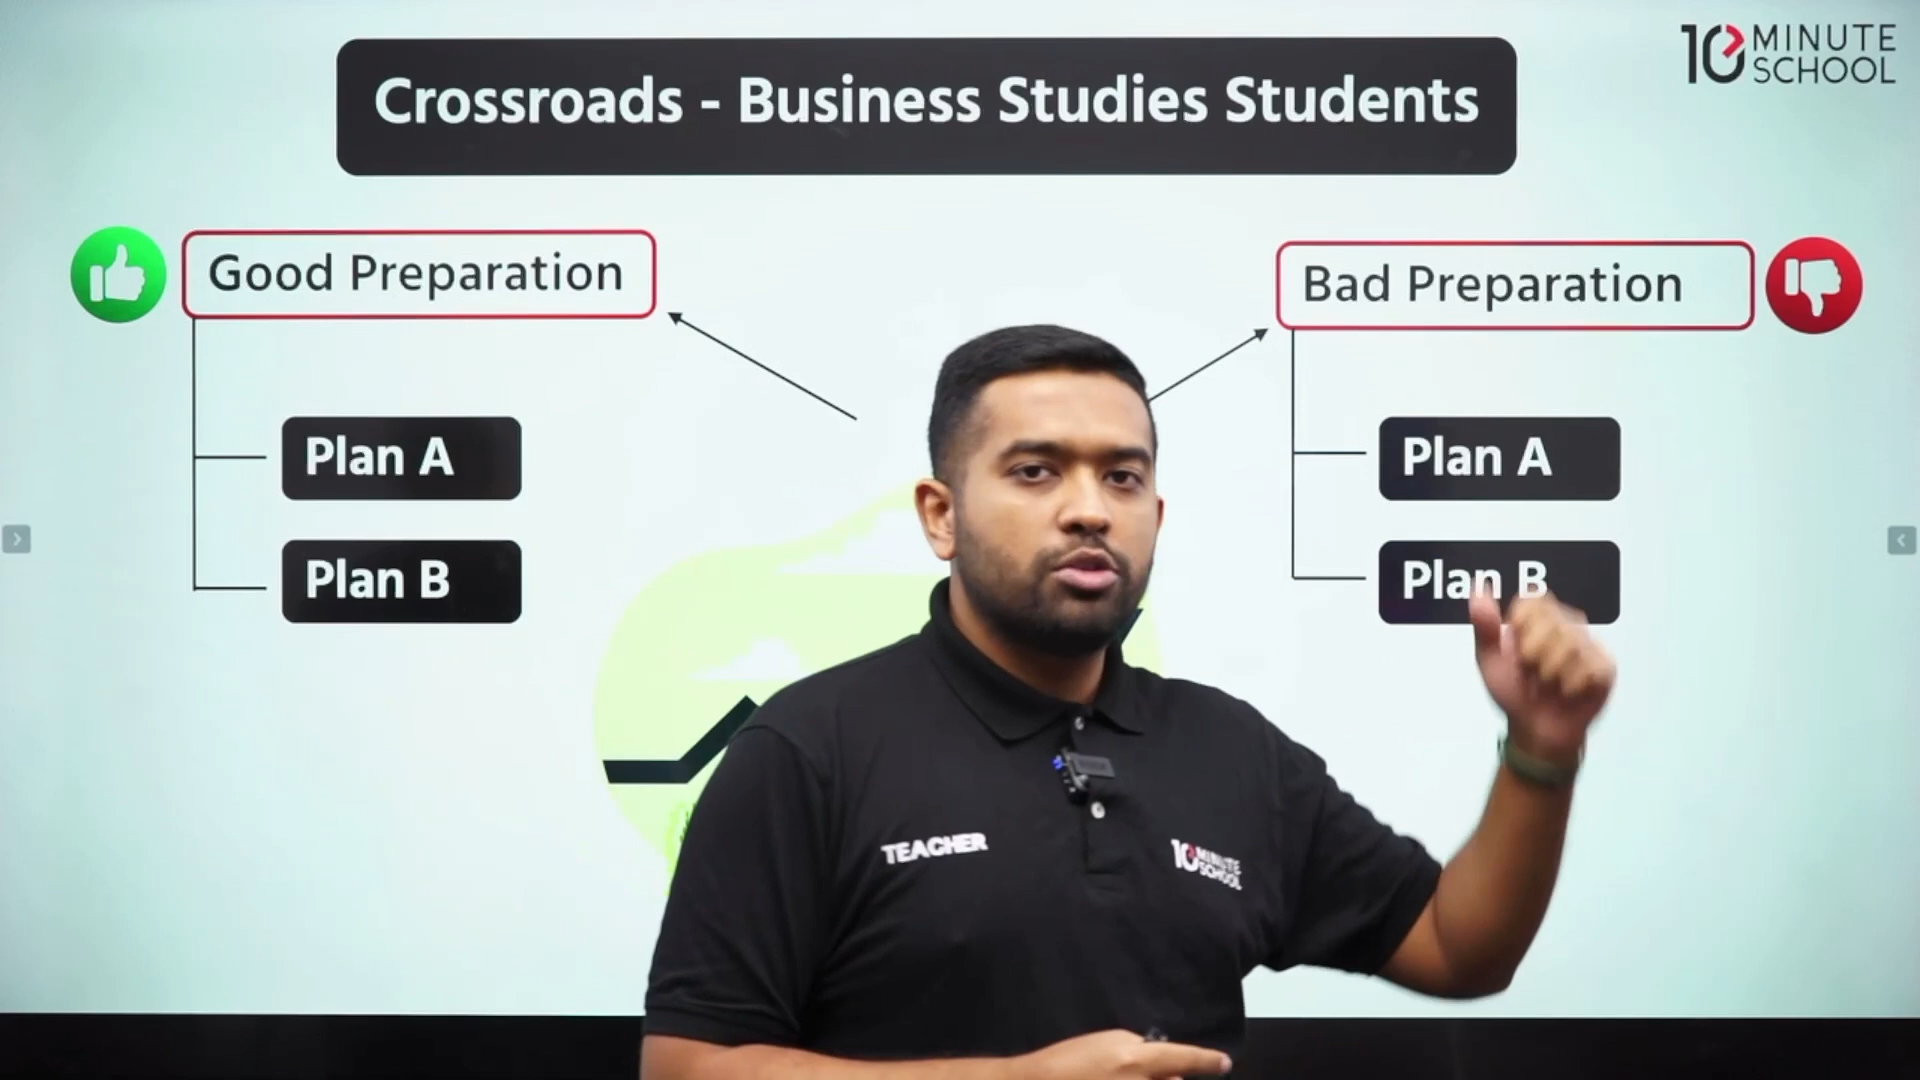 10 MINUTE
SCHOOL
Crossroads - Business Studies Students
Good Preparation
Bad Preparation
Plan A
Plan A
Plan B
Plan B
TEACHER
10 MINUTE
SCHOOL